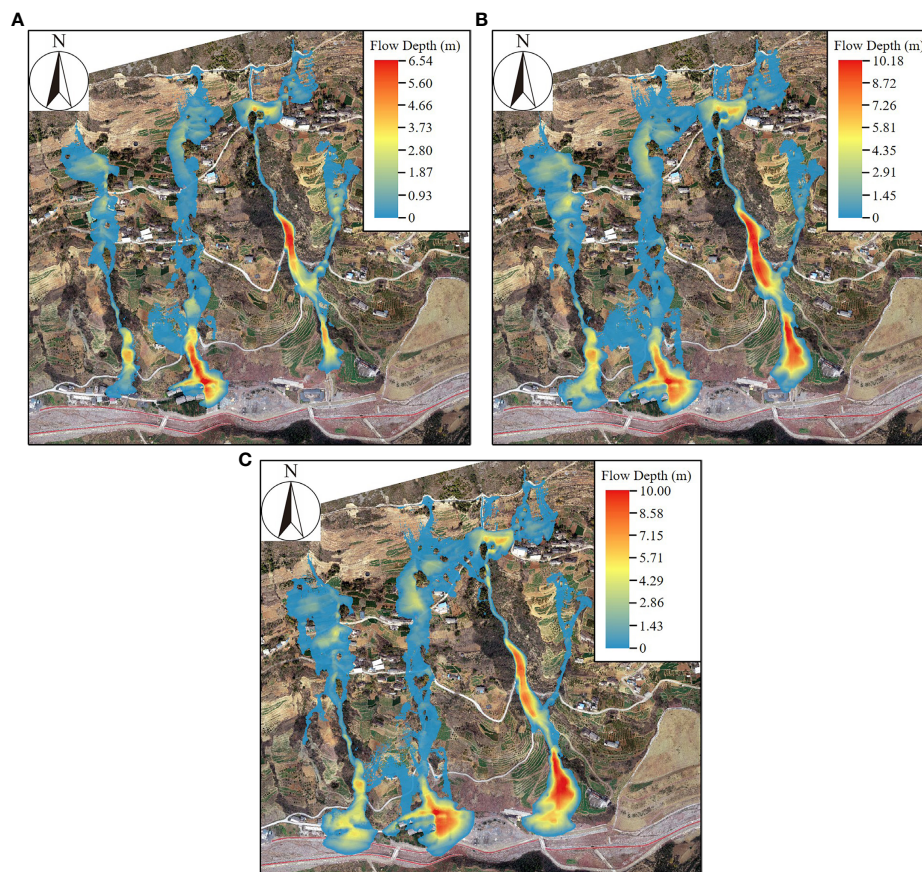 A
N
Flow Depth (m)
6.54
5.60
4.66
3.73
2.80
1.87
0.93
0
B
N
Flow Depth (m)
10.18
8.72
7.26
5.81
4.35
2.91
1.45
0
C
N
Flow Depth (m)
10.00
8.58
7.15
5.71
4.29
2.86
1.43
0